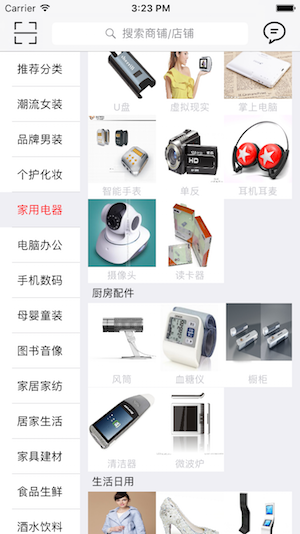 Carrier
3:23 PM
搜索商铺/店铺
推荐分类
潮流女装
品牌男装
个护化妆
家用电器
电脑办公
手机数码
母婴童装
图书音像
家居家纺
居家生活
家具建材
食品生鲜
酒水饮料
U盘
虚拟现实
掌上电脑
智能手表
单反
耳机耳麦
HD
摄像头
读卡器
厨房配件
风筒
血糖仪
橱柜
清洁器
微波炉
生活日用